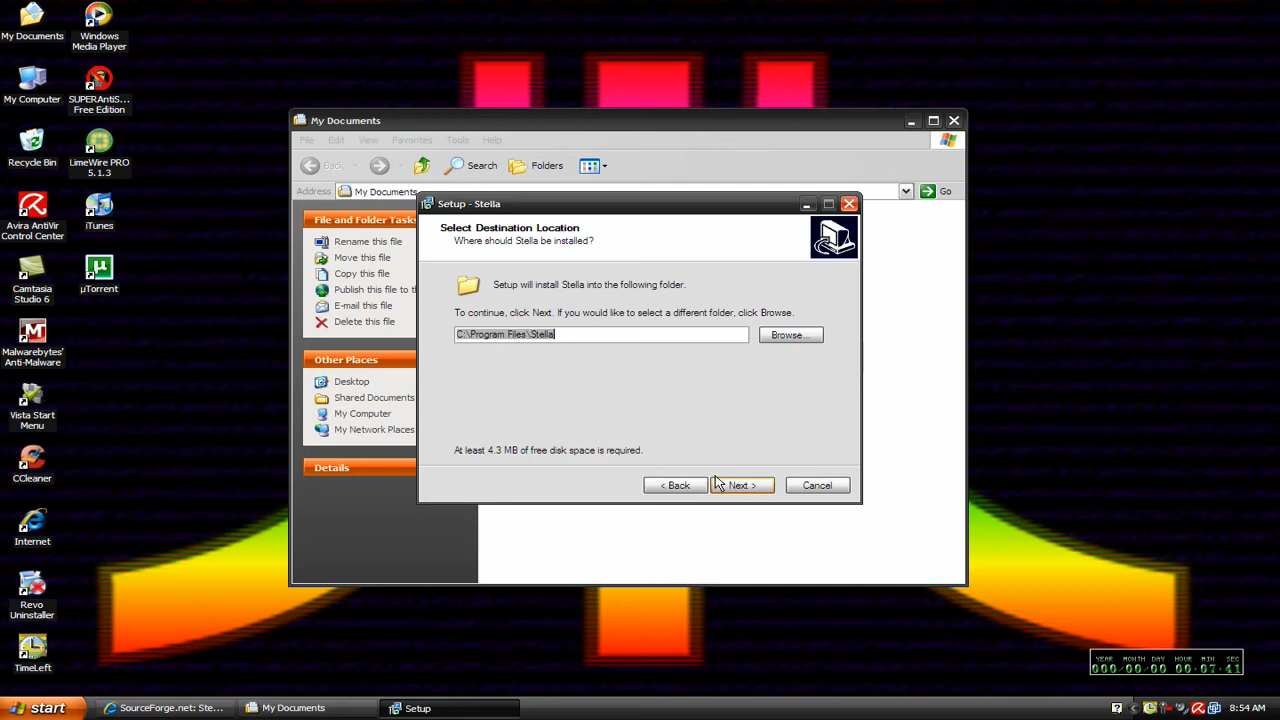 My Documents
Windows
Media Player
My Computer
SUPERAntiS...
Free Edition
Recycle Bin
LimeWire PRO
5.1.3
Avira AntiVir
Control Center
iTunes
Camtasia
Studio 6
µTorrent
Malwarebytes'
Anti-Malware
Vista Start
Menu
CCleaner
Internet
Revo
Uninstaller
TimeLeft
My Documents
File Edit View Favorites Tools Help
Back Search Folders
Address My Documents Go
File and Folder Tasks
Rename this file
Move this file
Copy this file
Publish this file to t
E-mail this file
Delete this file
Other Places
Desktop
Shared Documents
My Computer
My Network Places
Details
Setup - Stella
Select Destination Location
Where should Stella be installed?
Setup will install Stella into the following folder.
To continue, click Next. If you would like to select a different folder, click Browse.
C:\Program Files\Stella
Browse...
At least 4.3 MB of free disk space is required.
< Back Next > Cancel
YEAR MONTH DAY HOUR MIN SEC
000/00/00 00:07:41
start SourceForge.net: Ste... My Documents Setup 8:54 AM